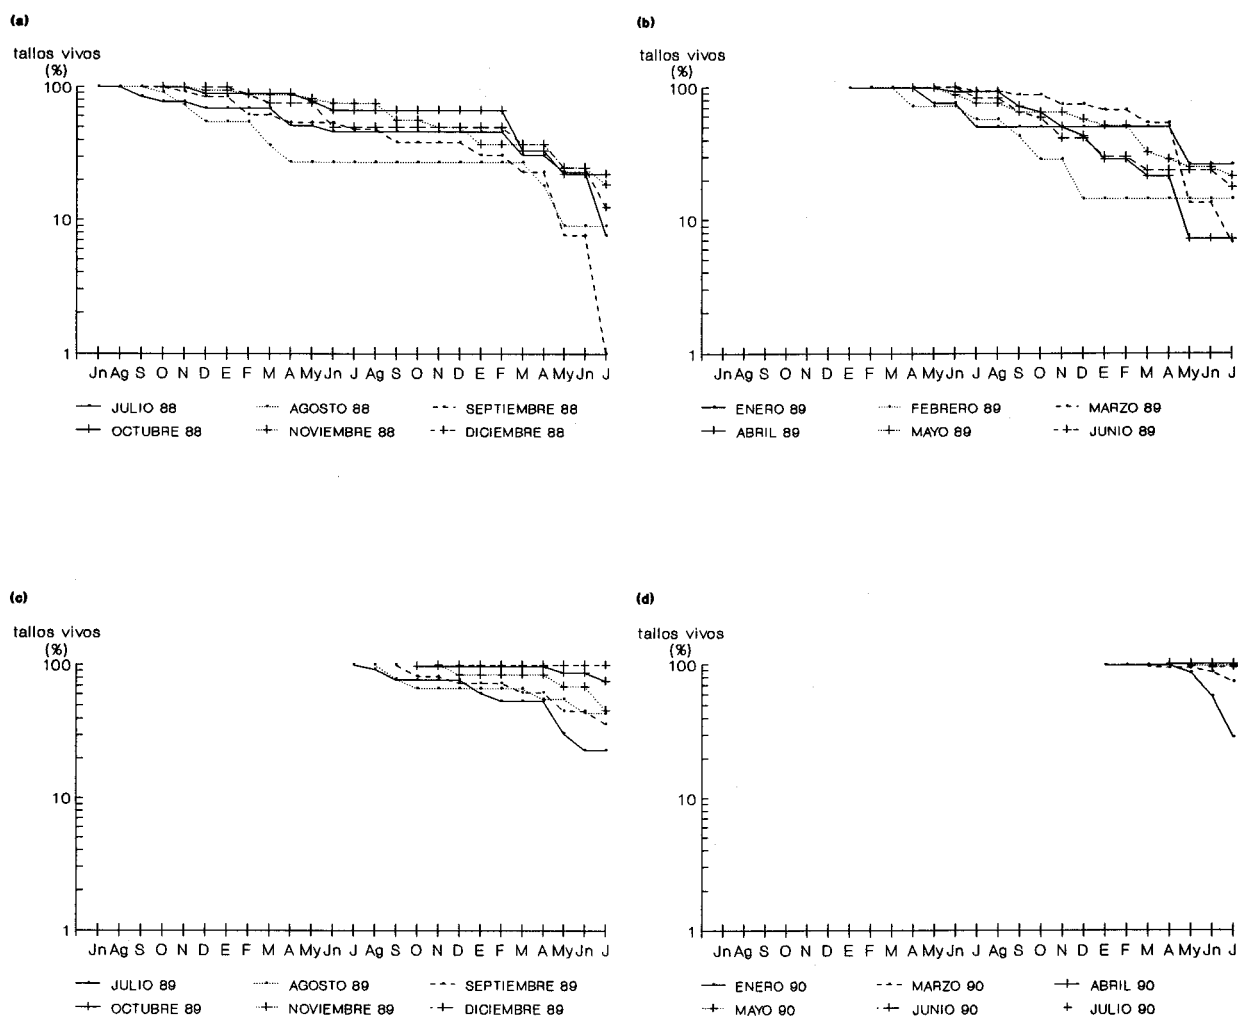 (a)
tallos vivos
(%)
100
10
1
Jn Ag S O N D E F M A My Jn J Ag S O N D E F M A My Jn J
JULIO 88 AGOSTO 88 SEPTIEMBRE 88
OCTUBRE 88 NOVIEMBRE 88 DICIEMBRE 88
(b)
tallos vivos
(%)
100
10
1
Jn Ag S O N D E F M A My Jn J Ag S O N D E F M A My Jn J
ENERO 89 FEBRERO 89 MARZO 89
ABRIL 89 MAYO 89 JUNIO 89
(c)
tallos vivos
(%)
100
10
1
Jn Ag S O N D E F M A My Jn J Ag S O N D E F M A My Jn J
JULIO 89 AGOSTO 89 SEPTIEMBRE 89
OCTUBRE 89 NOVIEMBRE 89 DICIEMBRE 89
(d)
tallos vivos
(%)
100
10
1
Jn Ag S O N D E F M A My Jn J Ag S O N D E F M A My Jn J
ENERO 90 MARZO 90 ABRIL 90
MAYO 90 JUNIO 90 JULIO 90